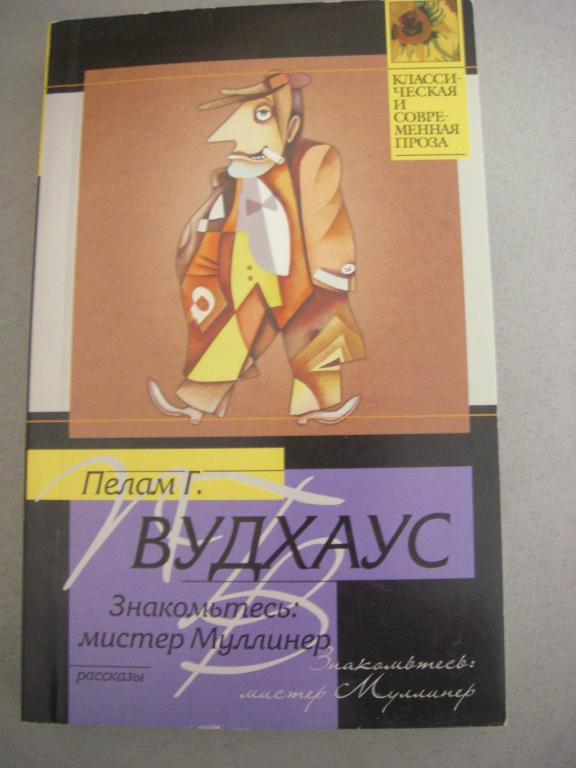 КЛАССИ-
ЧЕСКАЯ
И
СОВРЕ-
МЕННАЯ
ПРОЗА
Пелам Г.
ВУДХАУС
Знакомьтесь:
мистер Муллинер
рассказы
Знакомьтесь:
мистер Муллинер